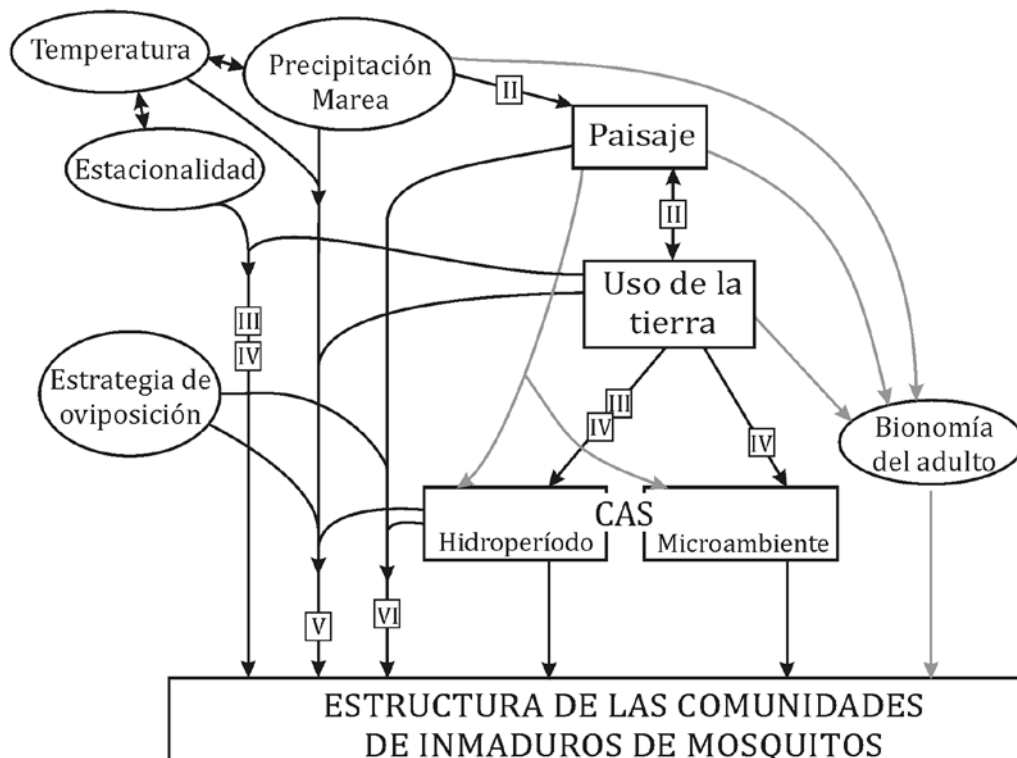 Temperatura
Precipitación
Marea
II
Paisaje
Estacionalidad
II
Uso de la
tierra
III
IV
Estrategia de
oviposición
III
IV
IV
Bionomía
del adulto
CAS
Hidroperíodo
Microambiente
V
VI
ESTRUCTURA DE LAS COMUNIDADES
DE INMADUROS DE MOSQUITOS